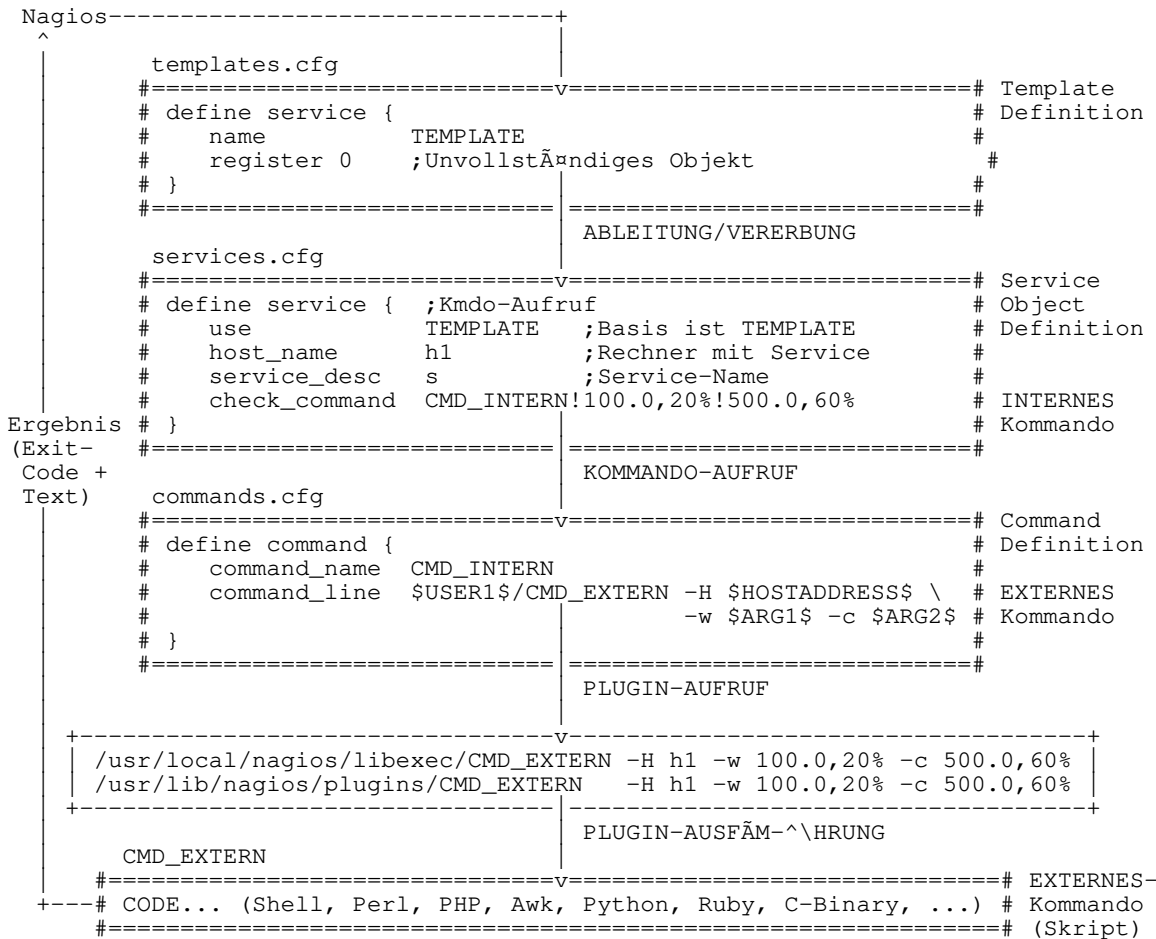 Nagios-------------------------------+
^                                    |
|       templates.cfg                |
|      #============================v============================# Template
|      # define service {                                        # Definition
|      #    name          TEMPLATE                               #
|      #    register 0    ;UnvollstÃ¤ndiges Objekt                #
|      # }                           |                           #
|      #============================|============================#
|                                   | ABLEITUNG/VERERBUNG
|       services.cfg                |
|      #============================v============================# Service
|      # define service {  ;Kmdo-Aufruf                          # Object
|      #    use            TEMPLATE   ;Basis ist TEMPLATE        # Definition
|      #    host_name      h1         ;Rechner mit Service       #
|      #    service_desc   s          ;Service-Name              #
|      #    check_command  CMD_INTERN!100.0,20%!500.0,60%        # INTERNES
Ergebnis # }                        |                           # Kommando
(Exit-  #============================|============================#
Code +                              | KOMMANDO-AUFRUF
Text)   commands.cfg                |
|      #============================v============================# Command
|      # define command {                                        # Definition
|      #    command_name  CMD_INTERN                             #
|      #    command_line  $USER1$/CMD_EXTERN -H $HOSTADDRESS$ \  # EXTERNES
|      #                                -w $ARG1$ -c $ARG2$ # Kommando
|      # }                           |                           #
|      #============================|============================#
|                                   | PLUGIN-AUFRUF
|                                   |
| +---------------------------------v------------------------------------+
| | /usr/local/nagios/libexec/CMD_EXTERN -H h1 -w 100.0,20% -c 500.0,60% |
| | /usr/lib/nagios/plugins/CMD_EXTERN   -H h1 -w 100.0,20% -c 500.0,60% |
| +---------------------------------|------------------------------------+
|                                   | PLUGIN-AUSFÃM-^\HRUNG
|     CMD_EXTERN                    |
|   #===============================v==============================# EXTERNES-
+---# CODE... (Shell, Perl, PHP, Awk, Python, Ruby, C-Binary, ...) # Kommando
    #==============================================================# (Skript)